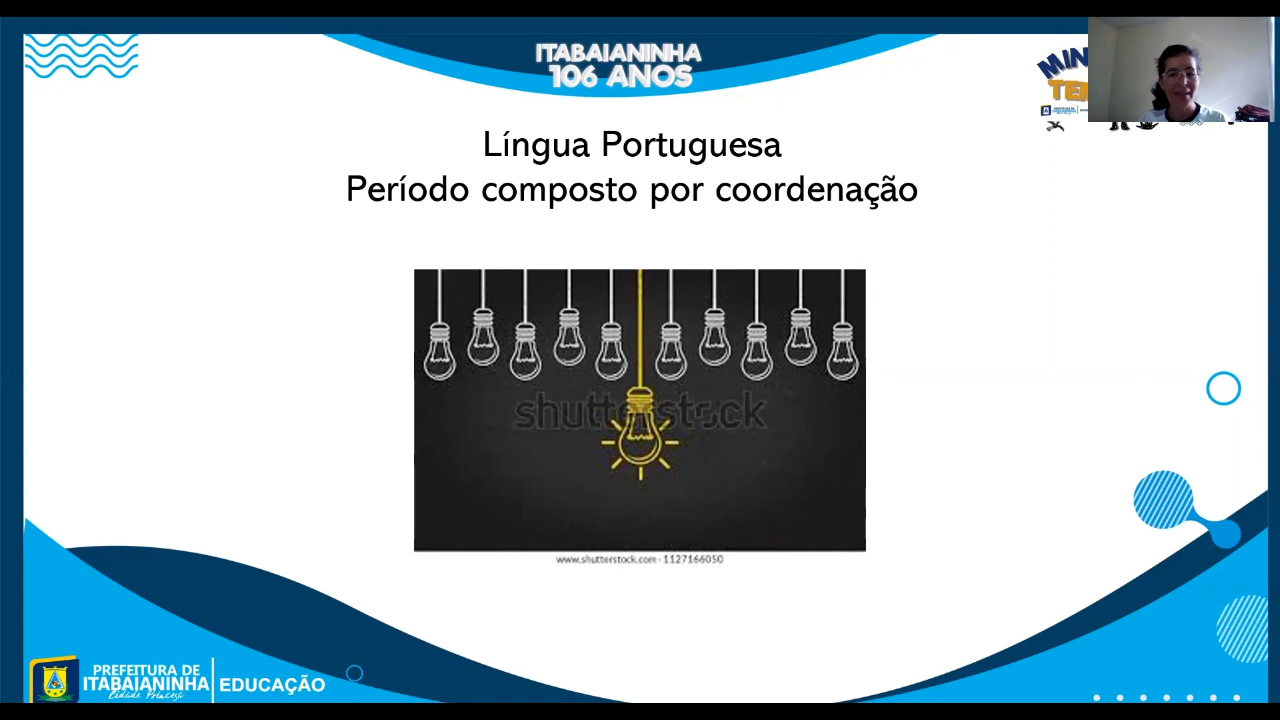 ITABAIANINHA
106 ANOS
Língua Portuguesa
Período composto por coordenação
shutterstock
www.shutterstock.com · 1127166050
PREFEITURA DE
ITABAIANINHA
Cidade Princesa
EDUCAÇÃO